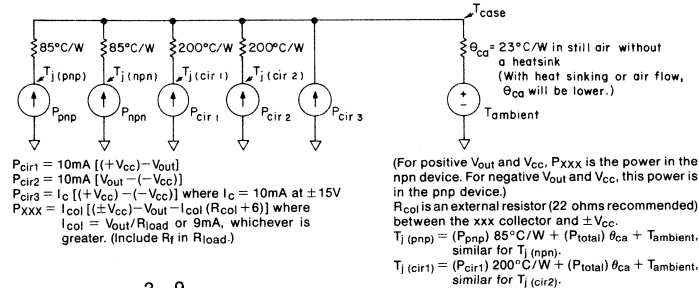 Tcase
85°C/W 85°C/W 200°C/W 200°C/W
θca = 23°C/W in still air without
a heatsink
(With heat sinking or air flow,
θca will be lower.)
Tj (pnp) Tj (npn) Tj (cir 1) Tj (cir 2)
Ppnp Pnpn Pcir 1 Pcir 2 Pcir 3
+
−
Tambient
Pcir1 = 10mA [(+Vcc)−Vout]
Pcir2 = 10mA [Vout −(−Vcc)]
Pcir3 = Ic [(+Vcc) −(−Vcc)] where Ic = 10mA at ±15V
Pxxx = Icol [(±Vcc)−Vout−Icol (Rcol +6)] where
Icol = Vout/Rload or 9mA, whichever is
greater. (Include Rf in Rload.)
(For positive Vout and Vcc, Pxxx is the power in the
npn device. For negative Vout and Vcc, this power is
in the pnp device.)
Rcol is an external resistor (22 ohms recommended)
between the xxx collector and ±Vcc.
Tj (pnp) = (Ppnp) 85°C/W + (Ptotal) θca + Tambient,
similar for Tj (npn).
Tj (cir1) = (Pcir1) 200°C/W + (Ptotal) θca + Tambient,
similar for Tj (cir2).